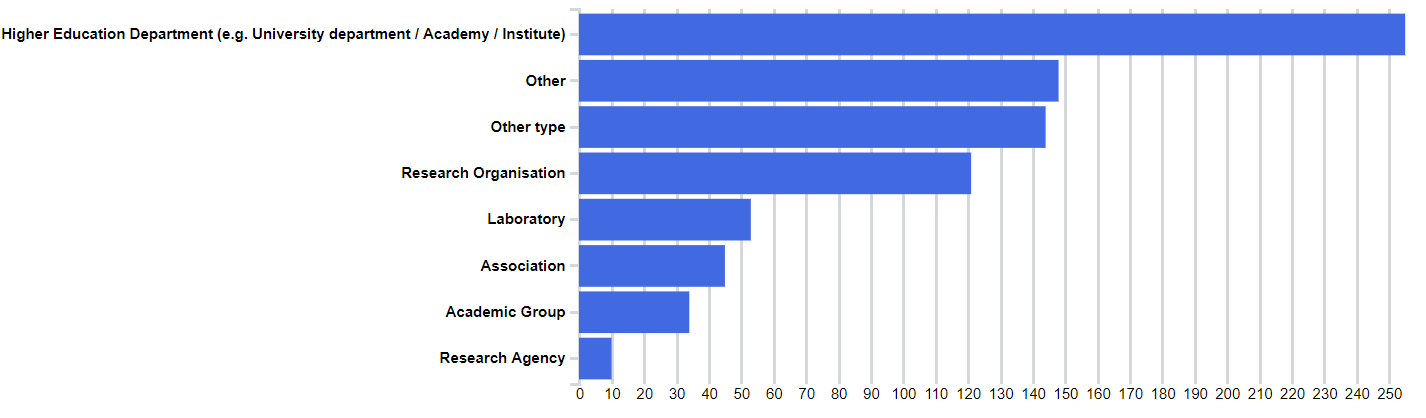 Higher Education Department (e.g. University department / Academy / Institute)
Other
Other type
Research Organisation
Laboratory
Association
Academic Group
Research Agency
0 10 20 30 40 50 60 70 80 90 100 110 120 130 140 150 160 170 180 190 200 210 220 230 240 250